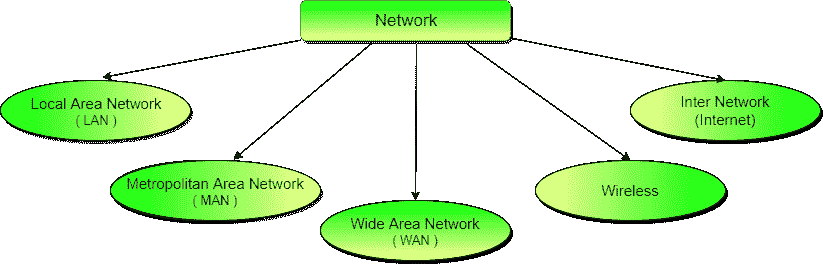 Network
Local Area Network
( LAN )
Metropolitan Area Network
( MAN )
Wide Area Network
( WAN )
Wireless
Inter Network
(Internet)